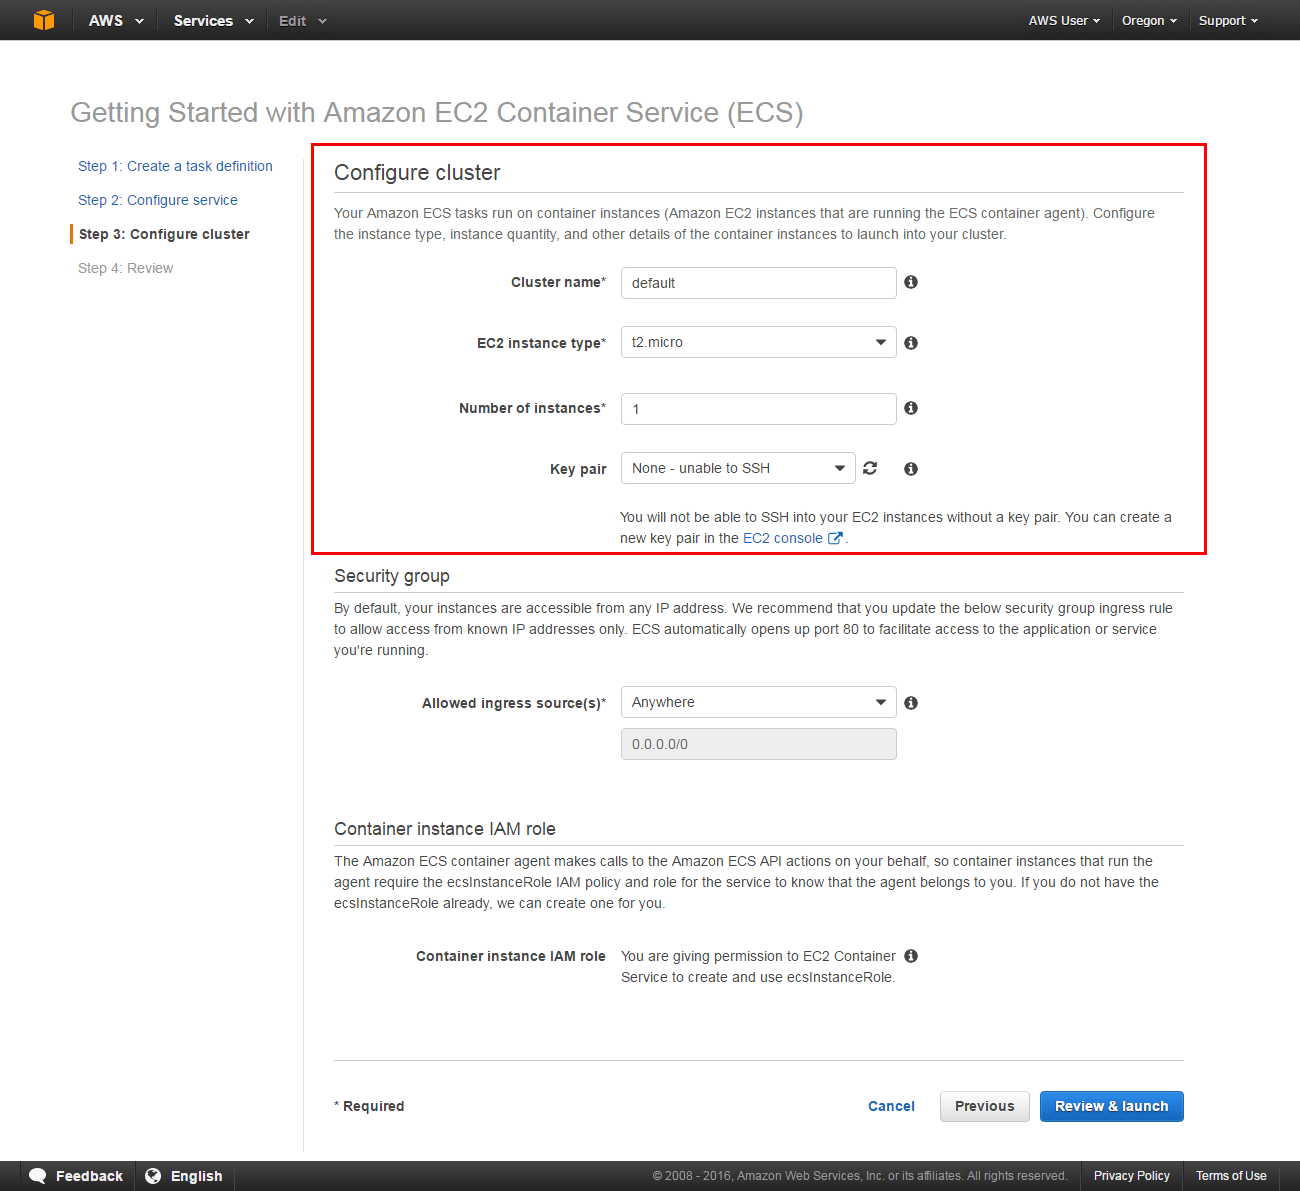 AWS Services Edit AWS User Oregon Support
Getting Started with Amazon EC2 Container Service (ECS)
Step 1: Create a task definition
Step 2: Configure service
Step 3: Configure cluster
Step 4: Review
Configure cluster
Your Amazon ECS tasks run on container instances (Amazon EC2 instances that are running the ECS container agent). Configure
the instance type, instance quantity, and other details of the container instances to launch into your cluster.
Cluster name* default
EC2 instance type* t2.micro
Number of instances* 1
Key pair None - unable to SSH
You will not be able to SSH into your EC2 instances without a key pair. You can create a
new key pair in the EC2 console .
Security group
By default, your instances are accessible from any IP address. We recommend that you update the below security group ingress rule
to allow access from known IP addresses only. ECS automatically opens up port 80 to facilitate access to the application or service
you're running.
Allowed ingress source(s)* Anywhere
0.0.0.0/0
Container instance IAM role
The Amazon ECS container agent makes calls to the Amazon ECS API actions on your behalf, so container instances that run the
agent require the ecsInstanceRole IAM policy and role for the service to know that the agent belongs to you. If you do not have the
ecsInstanceRole already, we can create one for you.
Container instance IAM role You are giving permission to EC2 Container
Service to create and use ecsInstanceRole.
* Required Cancel Previous Review & launch
Feedback English © 2008 - 2016, Amazon Web Services, Inc. or its affiliates. All rights reserved. Privacy Policy Terms of Use